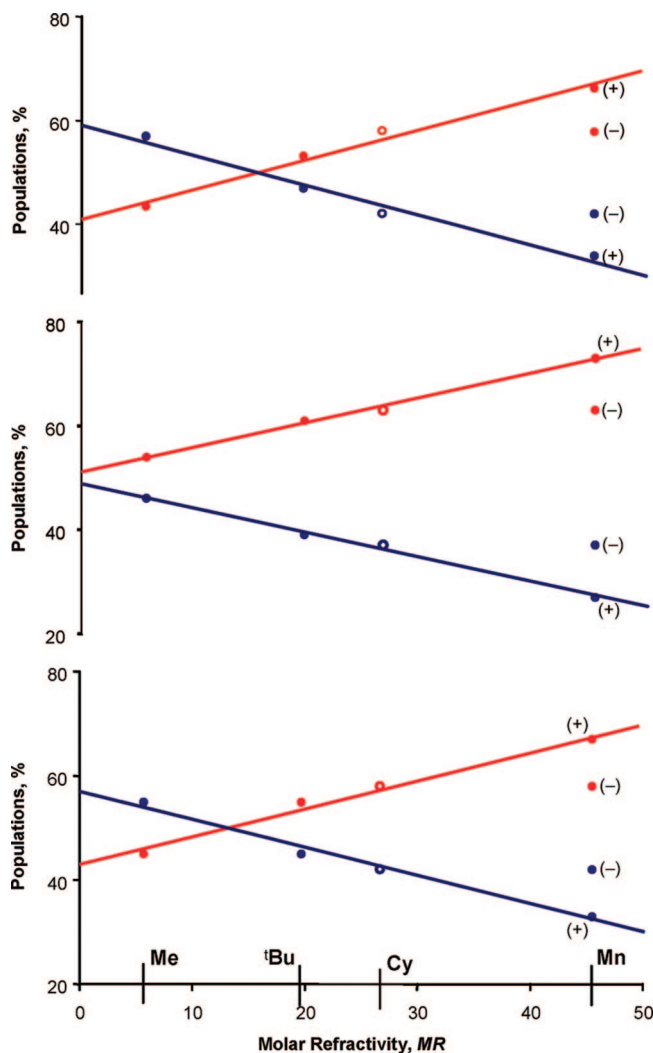 80
60
40
Populations, %
(+)
(–)
(–)
(+)
80
60
40
20
Populations, %
(+)
(–)
(–)
(+)
80
60
40
20
Populations, %
(+)
(–)
(–)
(+)
Me
tBu
Cy
Mn
0 10 20 30 40 50
Molar Refractivity, MR